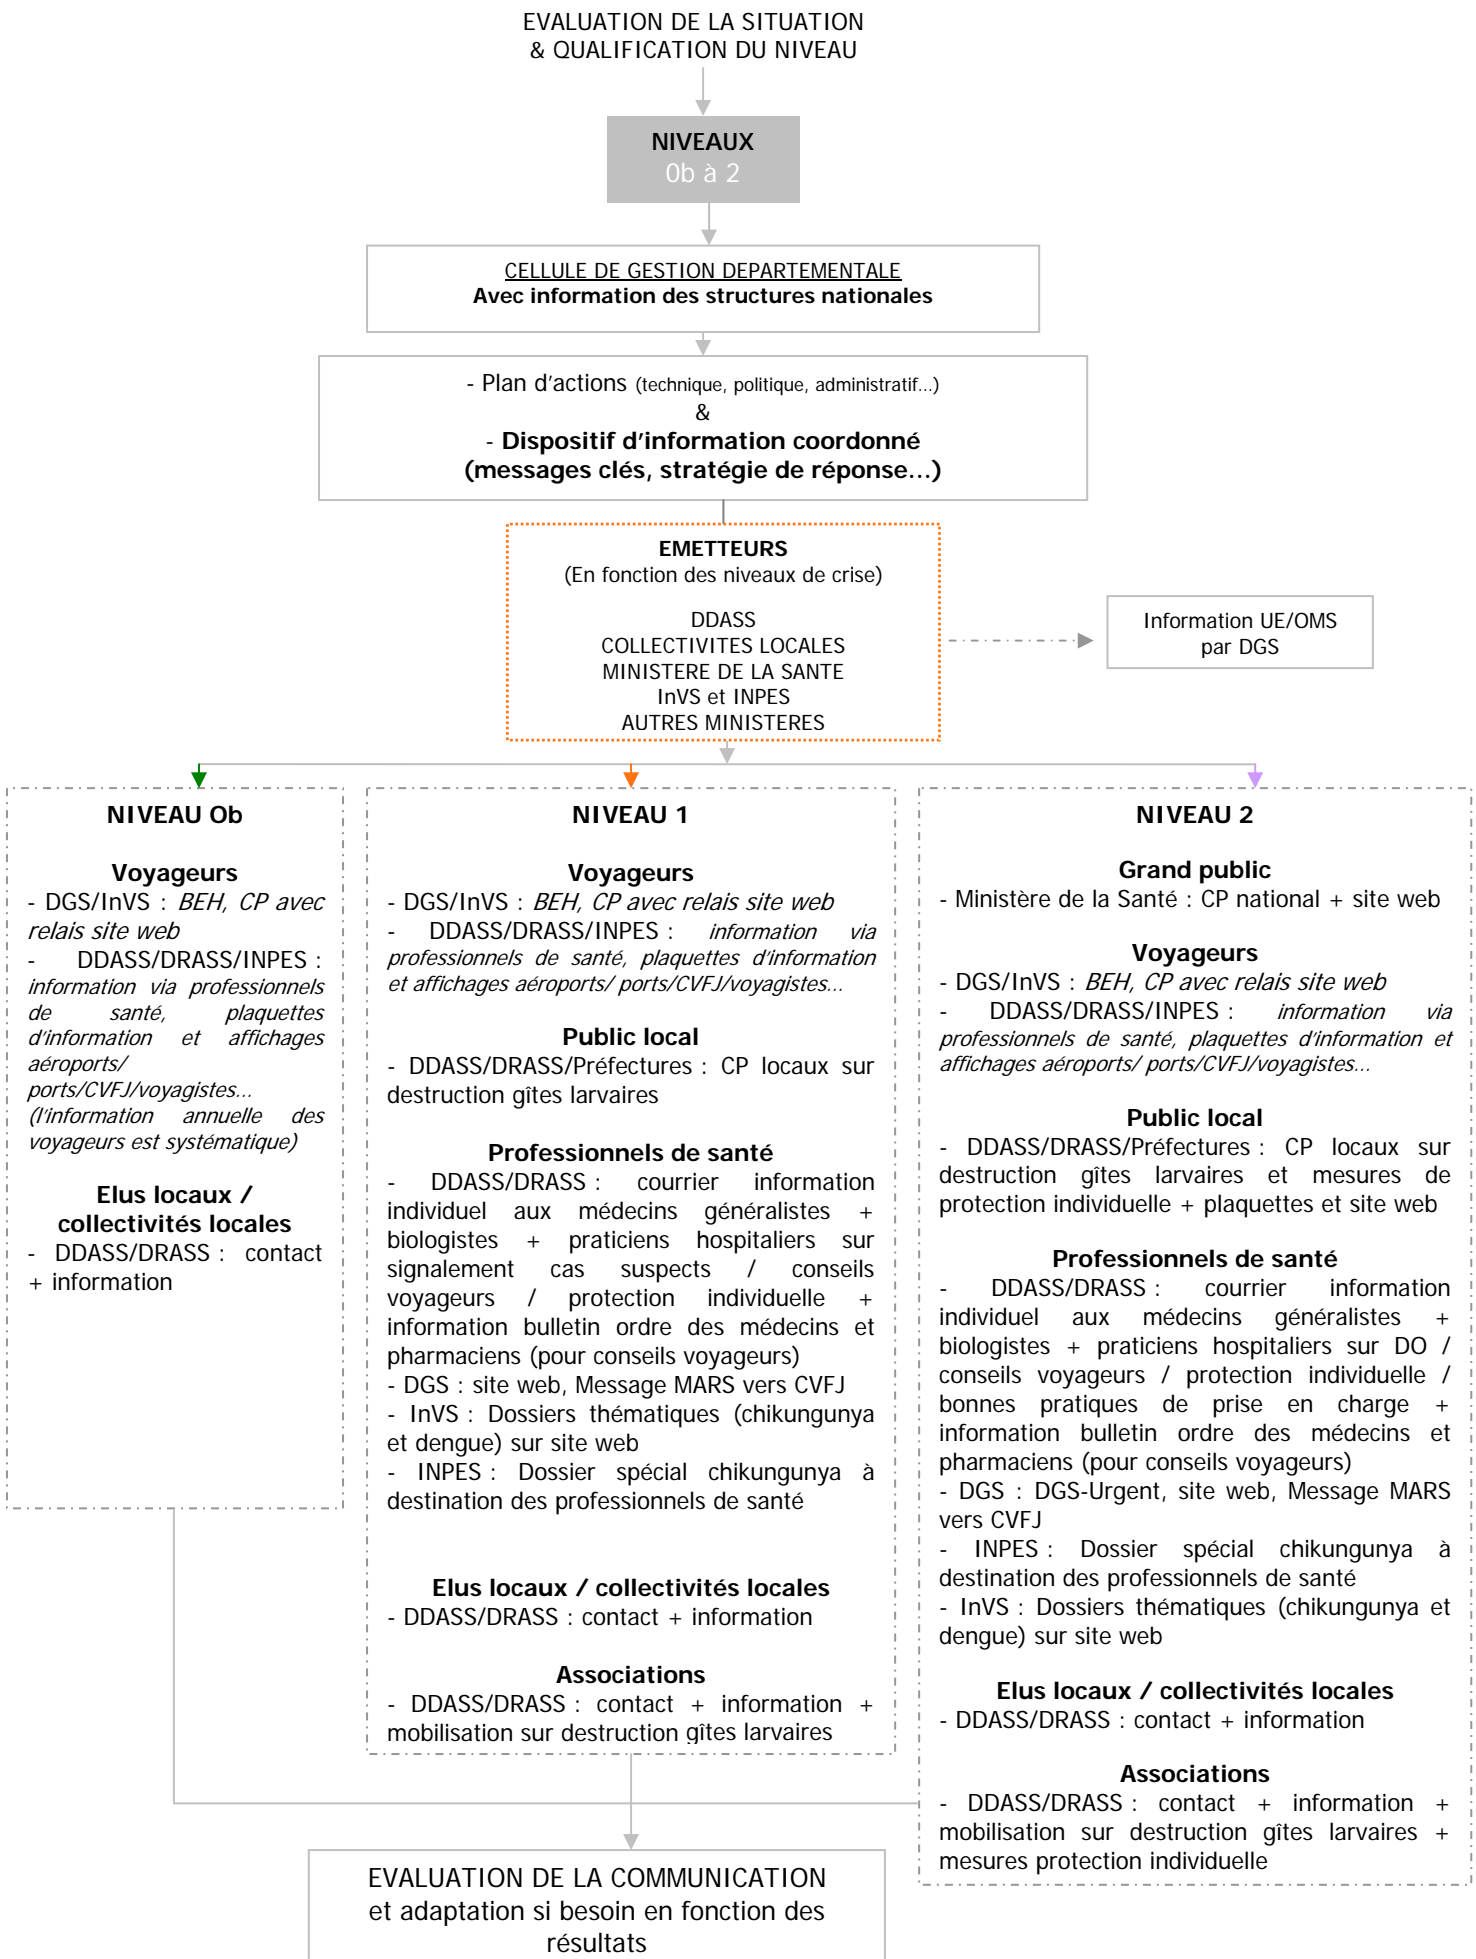 EVALUATION DE LA SITUATION
& QUALIFICATION DU NIVEAU
NIVEAUX
0b à 2
CELLULE DE GESTION DEPARTEMENTALE
Avec information des structures nationales
- Plan d'actions (technique, politique, administratif…)
&
- Dispositif d'information coordonné
(messages clés, stratégie de réponse…)
EMETTEURS
(En fonction des niveaux de crise)
DDASS
COLLECTIVITES LOCALES
MINISTERE DE LA SANTE
InVS et INPES
AUTRES MINISTERES
Information UE/OMS
par DGS
NIVEAU Ob
Voyageurs
- DGS/InVS : BEH, CP avec
relais site web
- DDASS/DRASS/INPES :
information via professionnels
de santé, plaquettes
d'information et affichages
aéroports/
ports/CVFJ/voyagistes…
(l'information annuelle des
voyageurs est systématique)
Elus locaux /
collectivités locales
- DDASS/DRASS : contact
+ information
NIVEAU 1
Voyageurs
- DGS/InVS : BEH, CP avec relais site web
- DDASS/DRASS/INPES : information via
professionnels de santé, plaquettes d'information
et affichages aéroports/ ports/CVFJ/voyagistes…
Public local
- DDASS/DRASS/Préfectures : CP locaux sur
destruction gîtes larvaires
Professionnels de santé
- DDASS/DRASS : courrier information
individuel aux médecins généralistes +
biologistes + praticiens hospitaliers sur
signalement cas suspects / conseils
voyageurs / protection individuelle +
information bulletin ordre des médecins et
pharmaciens (pour conseils voyageurs)
- DGS : site web, Message MARS vers CVFJ
- InVS : Dossiers thématiques (chikungunya
et dengue) sur site web
- INPES : Dossier spécial chikungunya à
destination des professionnels de santé
Elus locaux / collectivités locales
- DDASS/DRASS : contact + information
Associations
- DDASS/DRASS : contact + information +
mobilisation sur destruction gîtes larvaires
NIVEAU 2
Grand public
- Ministère de la Santé : CP national + site web
Voyageurs
- DGS/InVS : BEH, CP avec relais site web
- DDASS/DRASS/INPES : information via
professionnels de santé, plaquettes d'information et
affichages aéroports/ ports/CVFJ/voyagistes…
Public local
- DDASS/DRASS/Préfectures : CP locaux sur
destruction gîtes larvaires et mesures de
protection individuelle + plaquettes et site web
Professionnels de santé
- DDASS/DRASS : courrier information
individuel aux médecins généralistes +
biologistes + praticiens hospitaliers sur DO /
conseils voyageurs / protection individuelle /
bonnes pratiques de prise en charge +
information bulletin ordre des médecins et
pharmaciens (pour conseils voyageurs)
- DGS : DGS-Urgent, site web, Message MARS
vers CVFJ
- INPES : Dossier spécial chikungunya à
destination des professionnels de santé
- InVS : Dossiers thématiques (chikungunya et
dengue) sur site web
Elus locaux / collectivités locales
- DDASS/DRASS : contact + information
Associations
- DDASS/DRASS : contact + information +
mobilisation sur destruction gîtes larvaires +
mesures protection individuelle
EVALUATION DE LA COMMUNICATION
et adaptation si besoin en fonction des
résultats